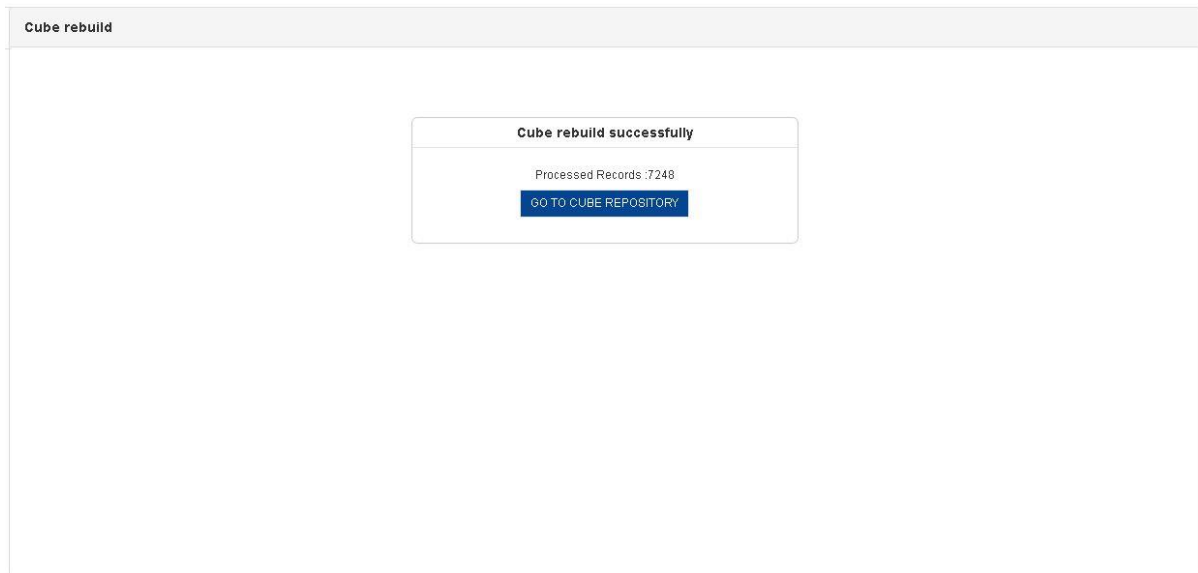 Cube rebuild
Cube rebuild successfully
Processed Records :7248
GO TO CUBE REPOSITORY